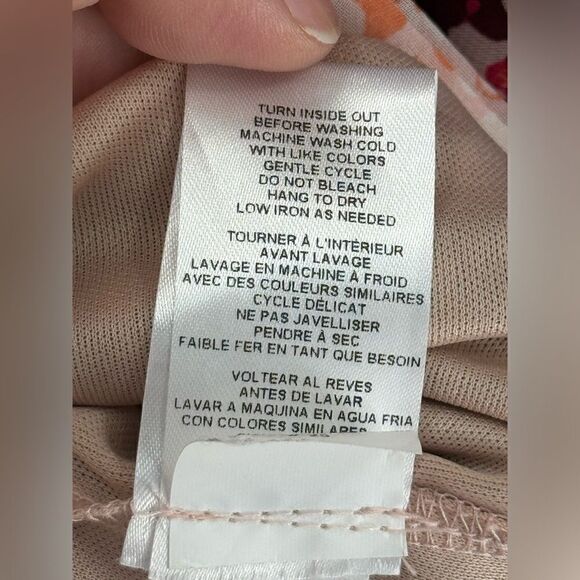 TURN INSIDE OUT
BEFORE WASHING
MACHINE WASH COLD
WITH LIKE COLORS
GENTLE CYCLE
DO NOT BLEACH
HANG TO DRY
LOW IRON AS NEEDED
TOURNER À L'INTÉRIEUR
AVANT LAVAGE
LAVAGE EN MACHINE À FROID
AVEC DES COULEURS SIMILAIRES
CYCLE DÉLICAT
NE PAS JAVELLISER
PENDRE À SEC
FAIBLE FER EN TANT QUE BESOIN
VOLTEAR AL REVES
ANTES DE LAVAR
LAVAR A MAQUINA EN AGUA FRIA
CON COLORES SIMILARES